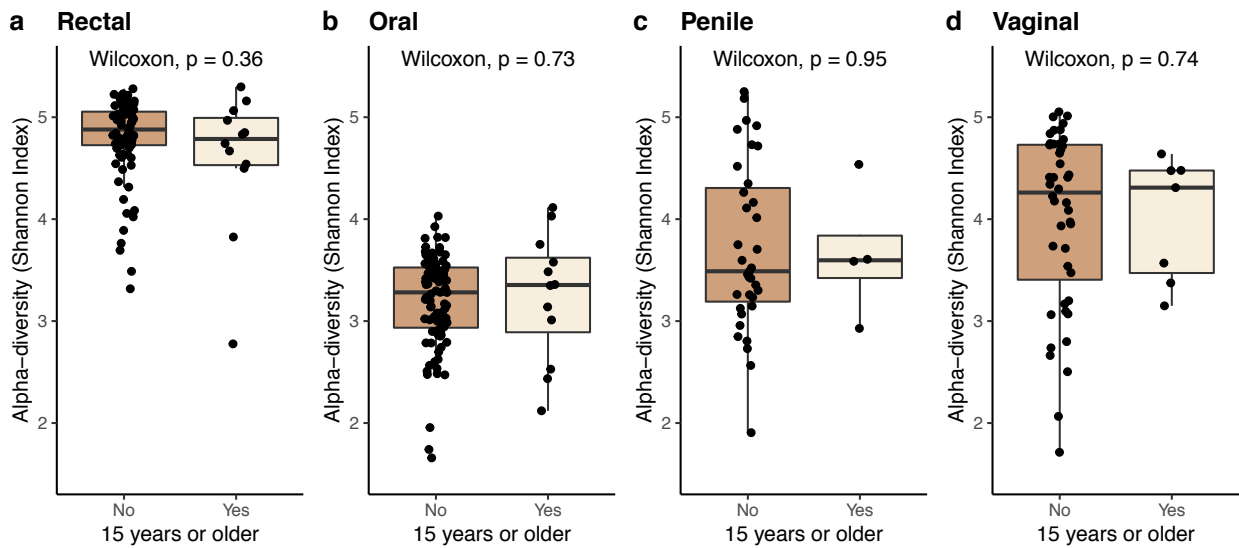 a Rectal
Wilcoxon, p = 0.36
Alpha−diversity (Shannon Index)
5
4
3
2
No Yes
15 years or older
b Oral
Wilcoxon, p = 0.73
Alpha−diversity (Shannon Index)
5
4
3
2
No Yes
15 years or older
c Penile
Wilcoxon, p = 0.95
Alpha−diversity (Shannon Index)
5
4
3
2
No Yes
15 years or older
d Vaginal
Wilcoxon, p = 0.74
Alpha−diversity (Shannon Index)
5
4
3
2
No Yes
15 years or older